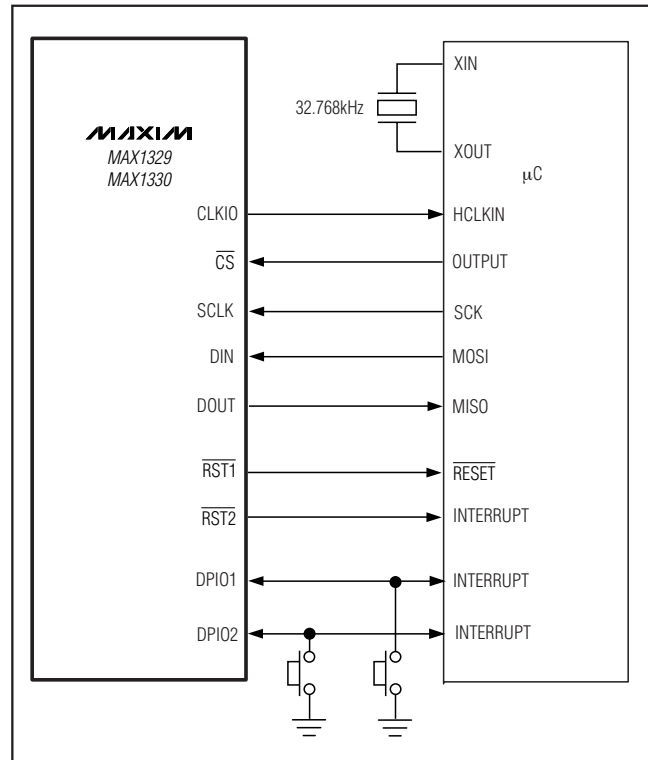 XIN
32.768kHz
XOUT
MAXIM
MAX1329
MAX1330
µC
CLKIO HCLKIN
CS OUTPUT
SCLK SCK
DIN MOSI
DOUT MISO
RST1 RESET
RST2 INTERRUPT
DPIO1 INTERRUPT
DPIO2 INTERRUPT